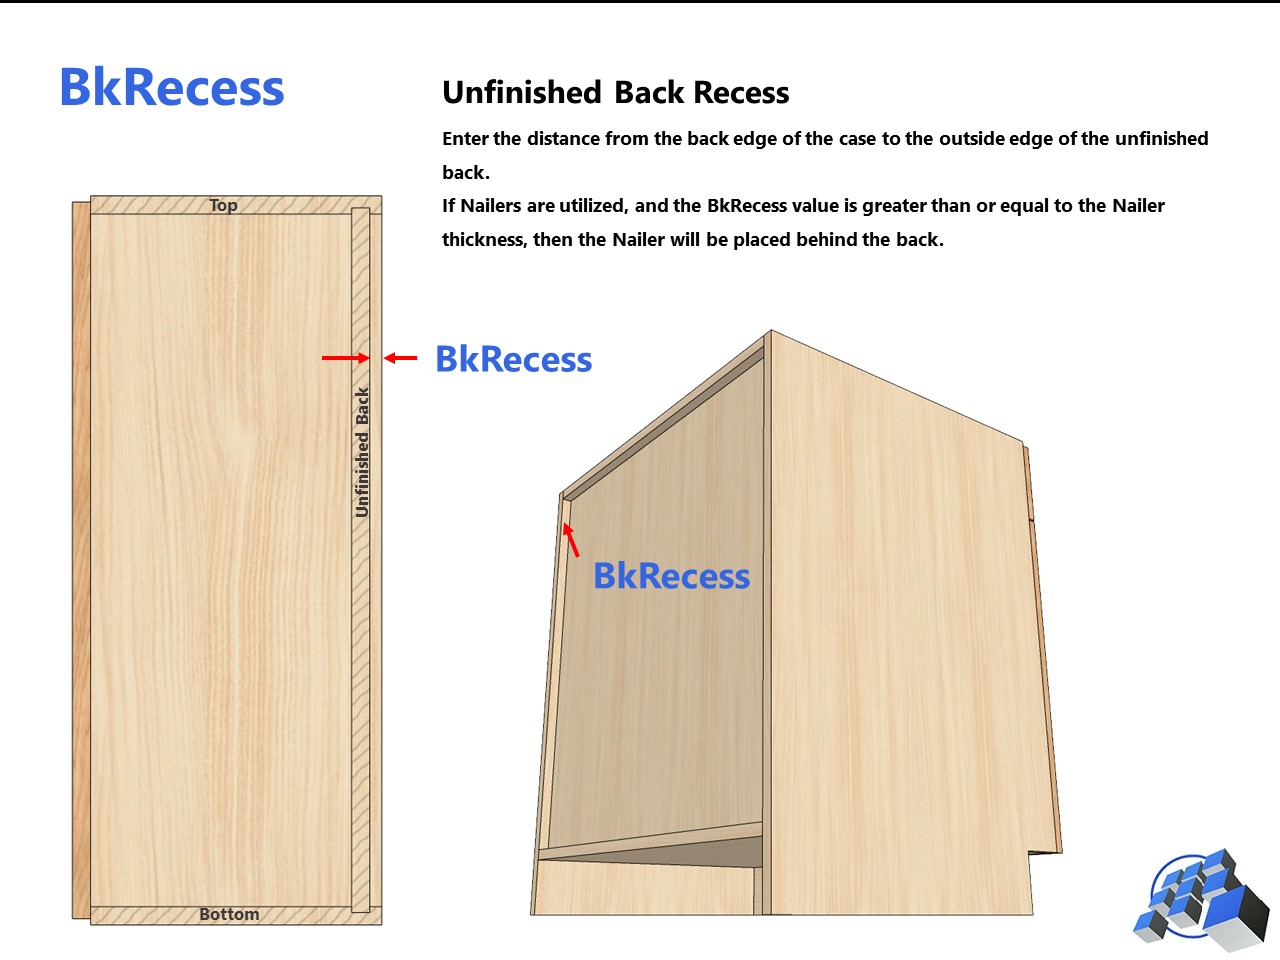 BkRecess
Unfinished Back Recess
Enter the distance from the back edge of the case to the outside edge of the unfinished
back.
If Nailers are utilized, and the BkRecess value is greater than or equal to the Nailer
thickness, then the Nailer will be placed behind the back.
Top
BkRecess
Unfinished Back
BkRecess
Bottom